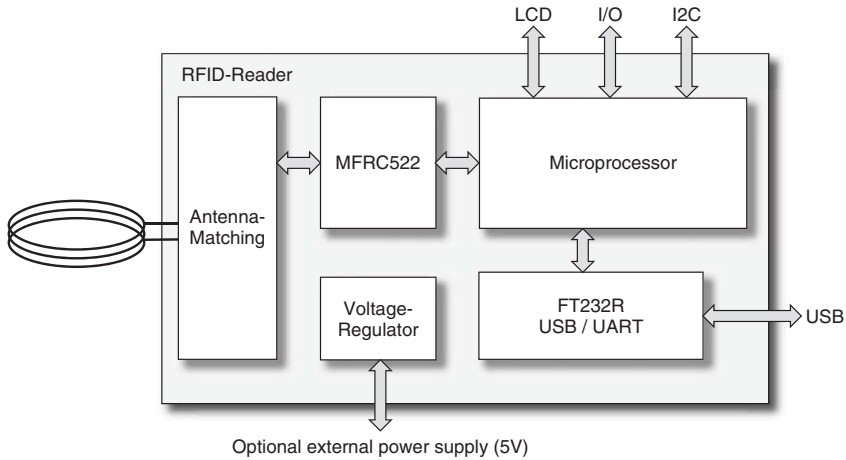 LCD
I/O
I2C
RFID-Reader
Antenna-
Matching
MFRC522
Microprocessor
Voltage-
Regulator
FT232R
USB / UART
USB
Optional external power supply (5V)